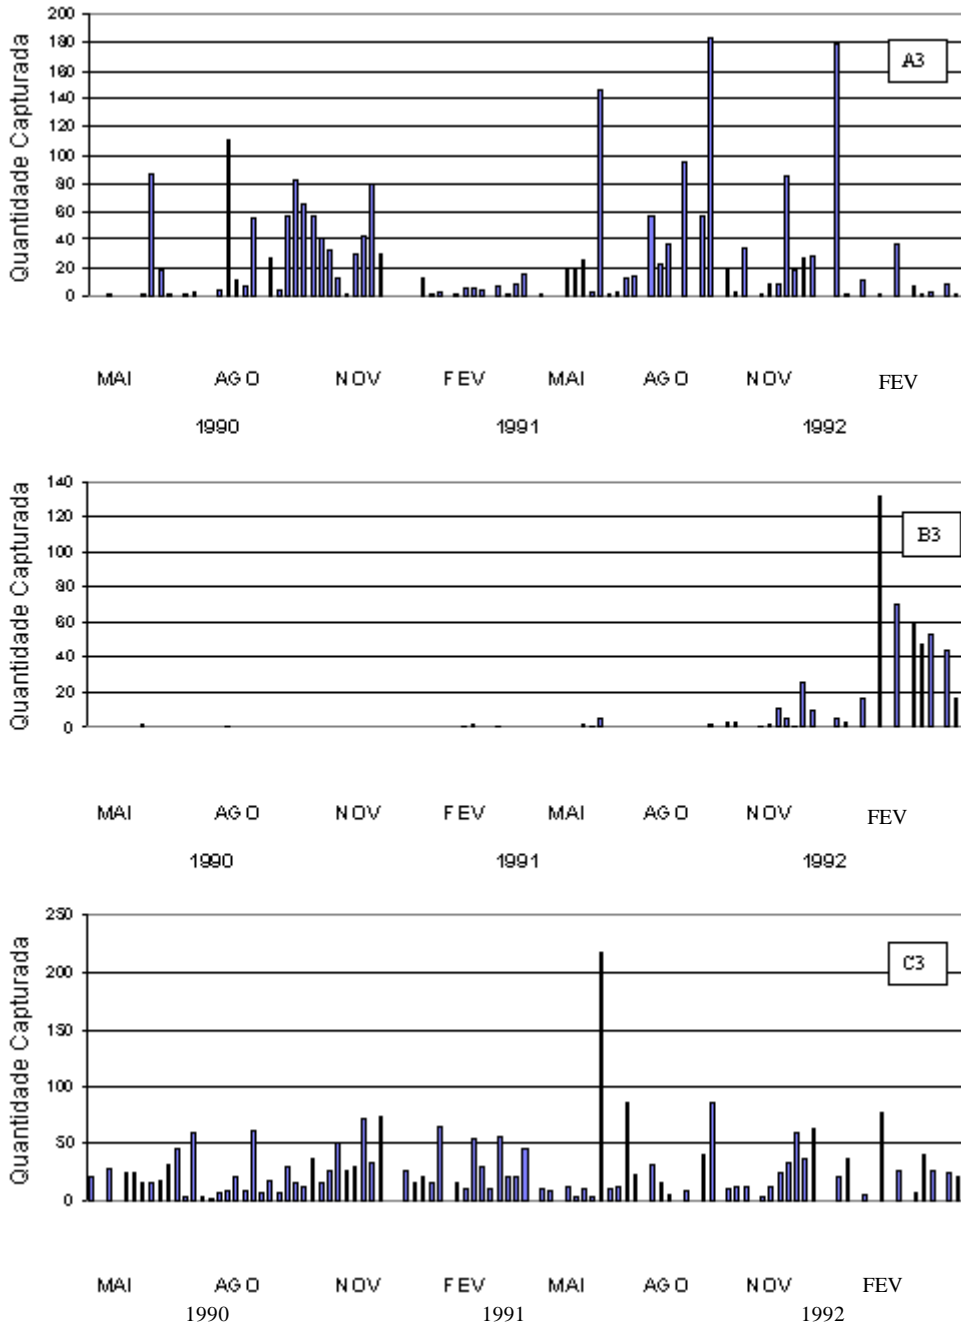 200
180
160
140
120
100
80
60
40
20
0
Quantidade Capturada
A3
MAI AGO NOV FEV MAI AGO NOV FEV
1990 1991 1992
140
120
100
80
60
40
20
0
Quantidade Capturada
B3
MAI AGO NOV FEV MAI AGO NOV FEV
1990 1991 1992
250
200
150
100
50
0
Quantidade Capturada
C3
MAI AGO NOV FEV MAI AGO NOV FEV
1990 1991 1992